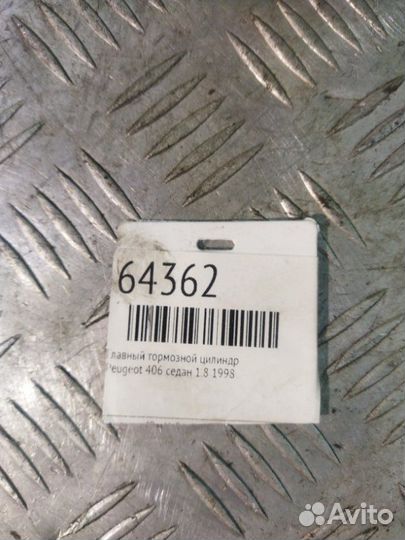 64362
лавный тормозной цилиндр
Peugeot 406 седан 1.8 1998
Avito